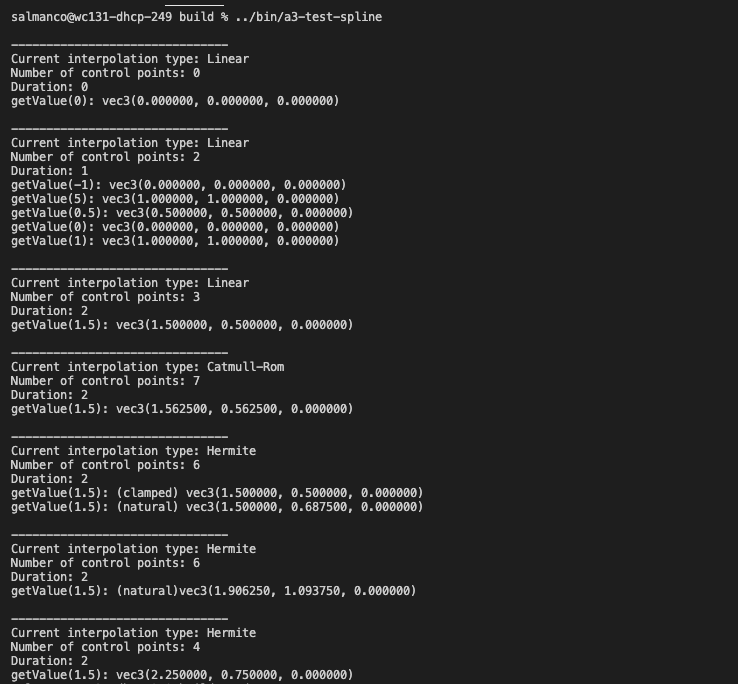 salmanco@wc131-dhcp-249 build % ../bin/a3-test-spline
-------------------------------
Current interpolation type: Linear
Number of control points: 0
Duration: 0
getValue(0): vec3(0.000000, 0.000000, 0.000000)
-------------------------------
Current interpolation type: Linear
Number of control points: 2
Duration: 1
getValue(-1): vec3(0.000000, 0.000000, 0.000000)
getValue(5): vec3(1.000000, 1.000000, 0.000000)
getValue(0.5): vec3(0.500000, 0.500000, 0.000000)
getValue(0): vec3(0.000000, 0.000000, 0.000000)
getValue(1): vec3(1.000000, 1.000000, 0.000000)
-------------------------------
Current interpolation type: Linear
Number of control points: 3
Duration: 2
getValue(1.5): vec3(1.500000, 0.500000, 0.000000)
-------------------------------
Current interpolation type: Catmull-Rom
Number of control points: 7
Duration: 2
getValue(1.5): vec3(1.562500, 0.562500, 0.000000)
-------------------------------
Current interpolation type: Hermite
Number of control points: 6
Duration: 2
getValue(1.5): (clamped) vec3(1.500000, 0.500000, 0.000000)
getValue(1.5): (natural) vec3(1.500000, 0.687500, 0.000000)
-------------------------------
Current interpolation type: Hermite
Number of control points: 6
Duration: 2
getValue(1.5): (natural)vec3(1.906250, 1.093750, 0.000000)
-------------------------------
Current interpolation type: Hermite
Number of control points: 4
Duration: 2
getValue(1.5): vec3(2.250000, 0.750000, 0.000000)